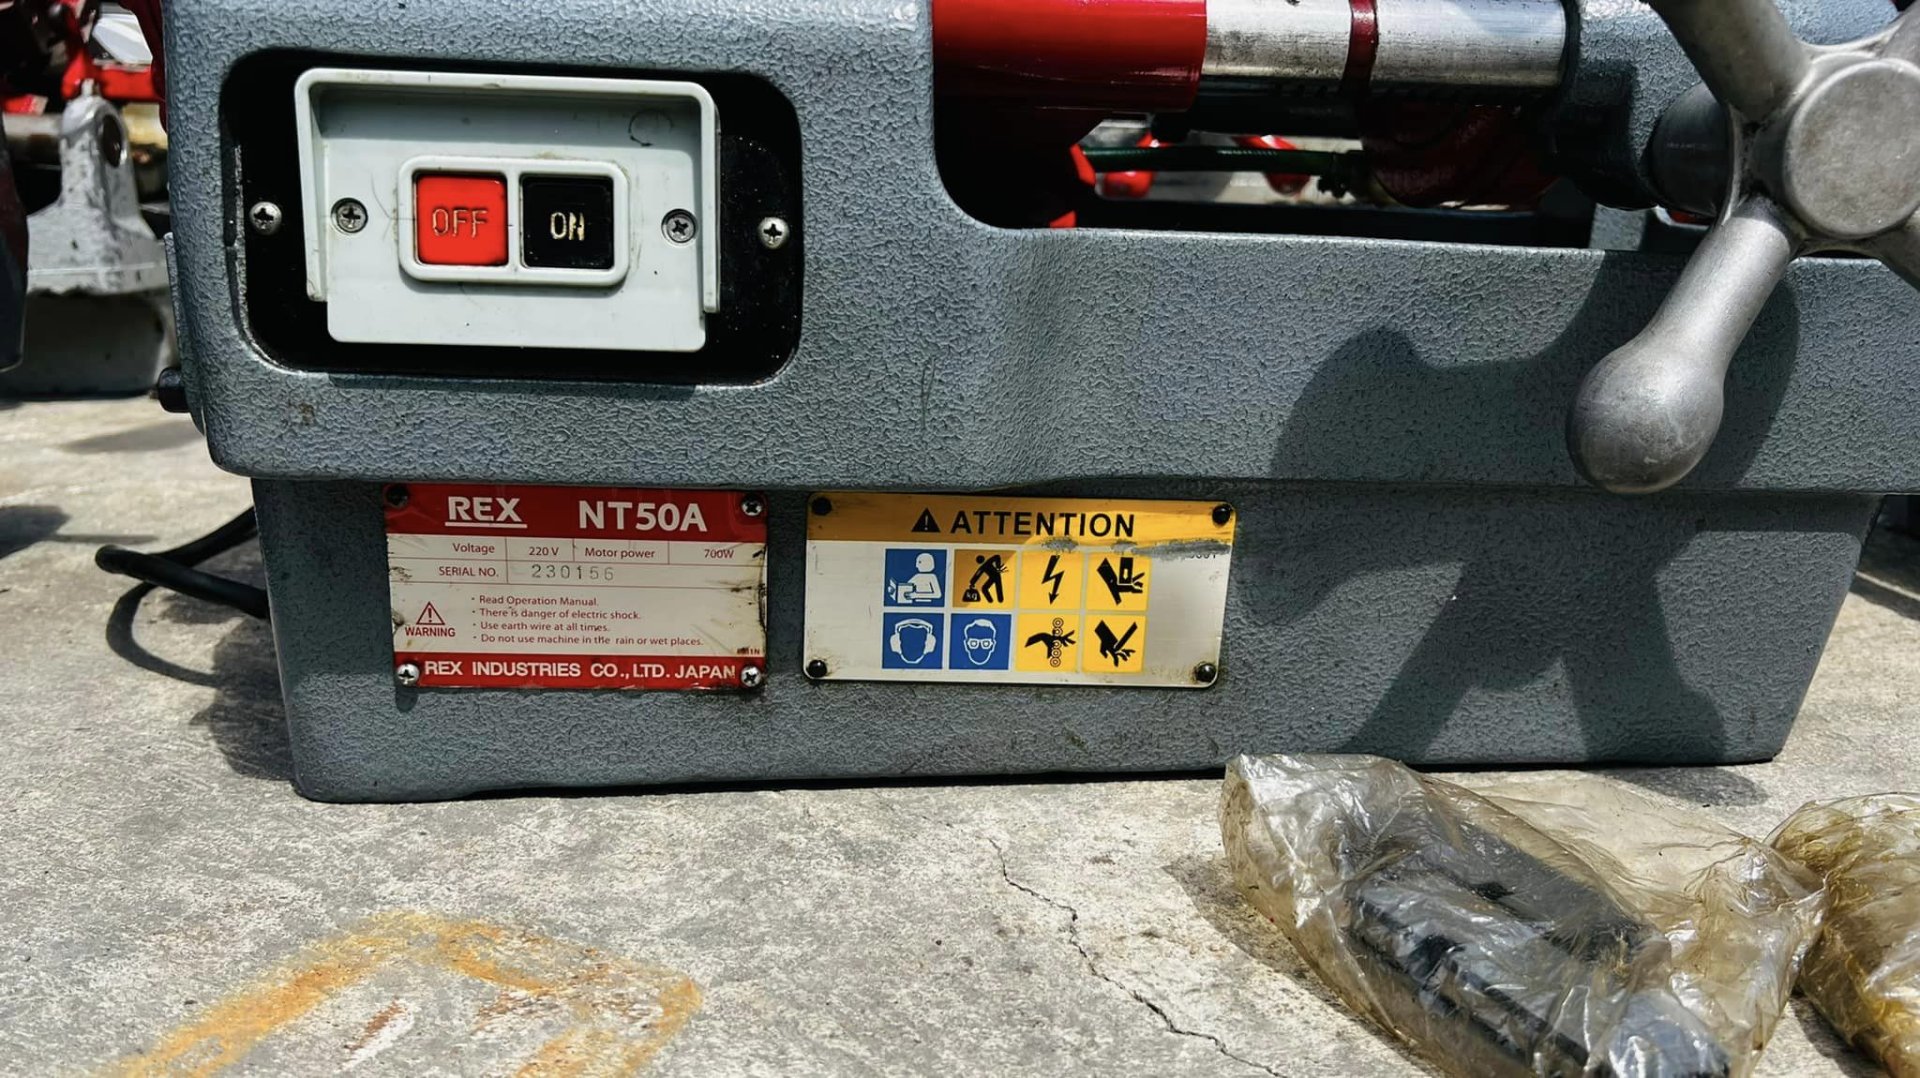 OFF ON
REX NT50A
Voltage 220 V Motor power 700W
SERIAL NO. 230156
· Read Operation Manual.
· There is danger of electric shock.
· Use earth wire at all times.
· Do not use machine in the rain or wet places.
WARNING
REX INDUSTRIES CO.,LTD. JAPAN
ATTENTION
kg